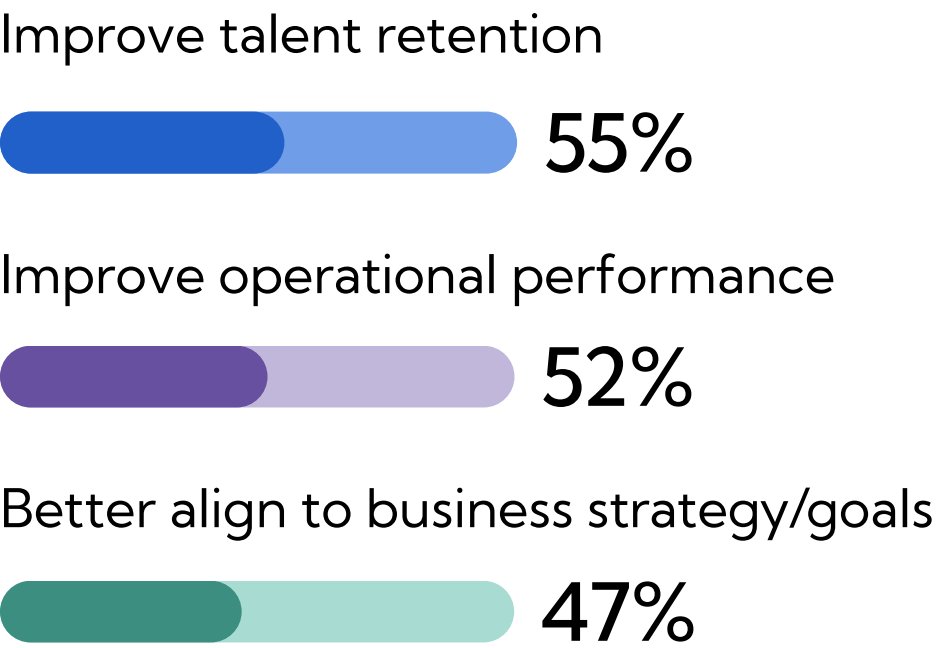 Improve talent retention
55%
Improve operational performance
52%
Better align to business strategy/goals
47%